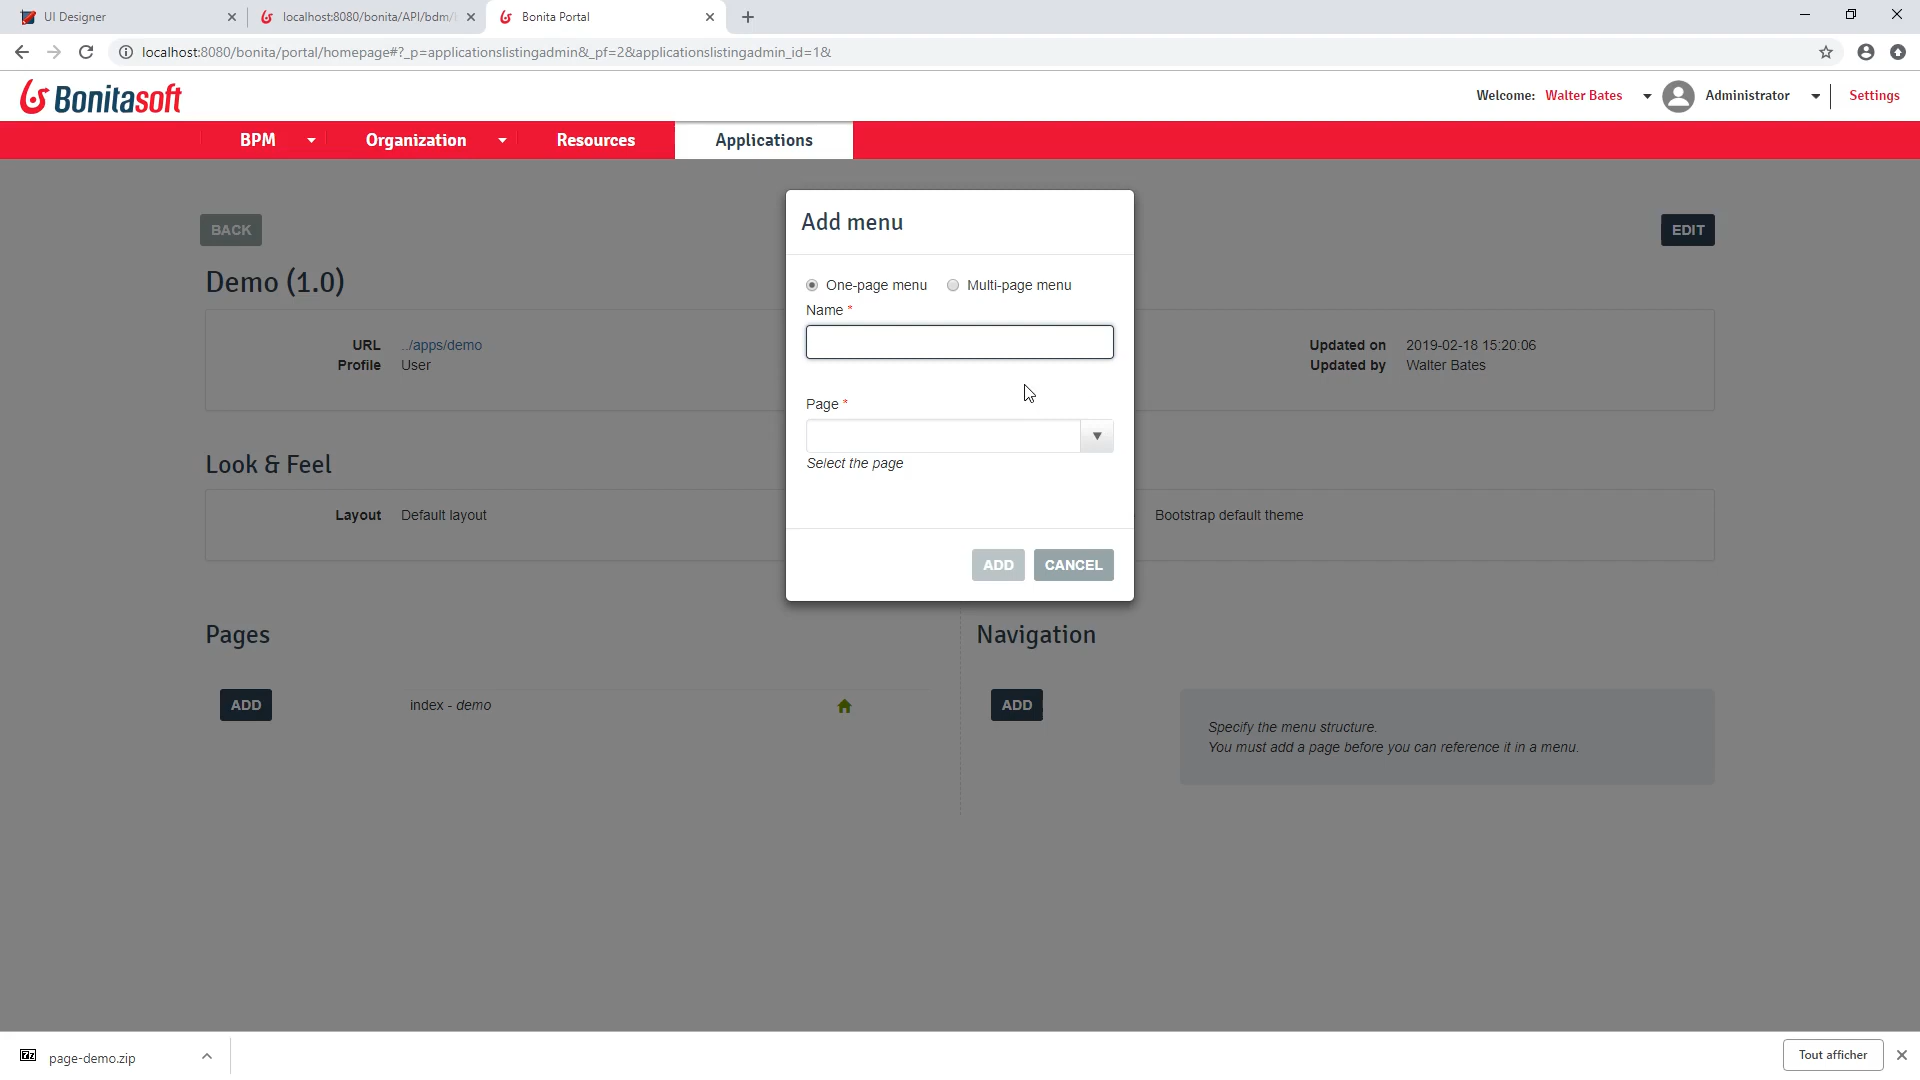 UI Designer
localhost:8080/bonita/API/bdm/
Bonita Portal
localhost:8080/bonita/portal/homepage#?_p=applicationslistingadmin&_pf=2&applicationslistingadmin_id=1&
Bonitasoft
Welcome: Walter Bates
Administrator
Settings
BPM
Organization
Resources
Applications
BACK
EDIT
Demo (1.0)
URL ../apps/demo
Profile User
Updated on 2019-02-18 15:20:06
Updated by Walter Bates
Look & Feel
Layout Default layout
Bootstrap default theme
Add menu
One-page menu Multi-page menu
Name *
Page *
Select the page
ADD
CANCEL
Pages
ADD
index - demo
Navigation
ADD
Specify the menu structure.
You must add a page before you can reference it in a menu.
7z
page-demo.zip
Tout afficher